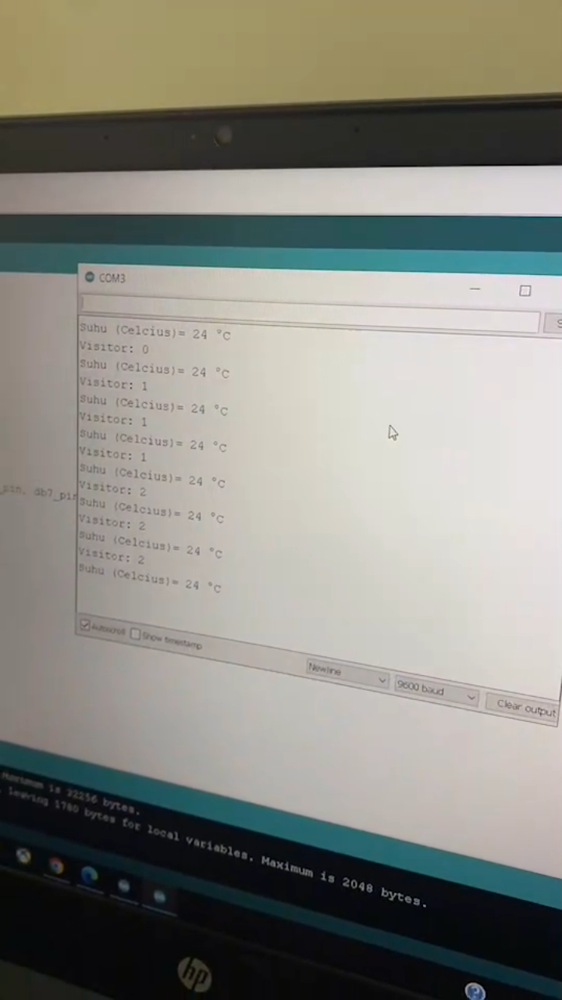 COM3
Suhu (Celcius)= 24 °C
Visitor: 0
Suhu (Celcius)= 24 °C
Visitor: 1
Suhu (Celcius)= 24 °C
Visitor: 1
Suhu (Celcius)= 24 °C
Visitor: 1
Suhu (Celcius)= 24 °C
Visitor: 2
Suhu (Celcius)= 24 °C
Visitor: 2
Suhu (Celcius)= 24 °C
Visitor: 2
Suhu (Celcius)= 24 °C
_pin, db7_pin
Autoscroll Show timestamp
Newline
9600 baud
Clear output
Maximum is 32256 bytes.
leaving 1780 bytes for local variables. Maximum is 2048 bytes.
hp